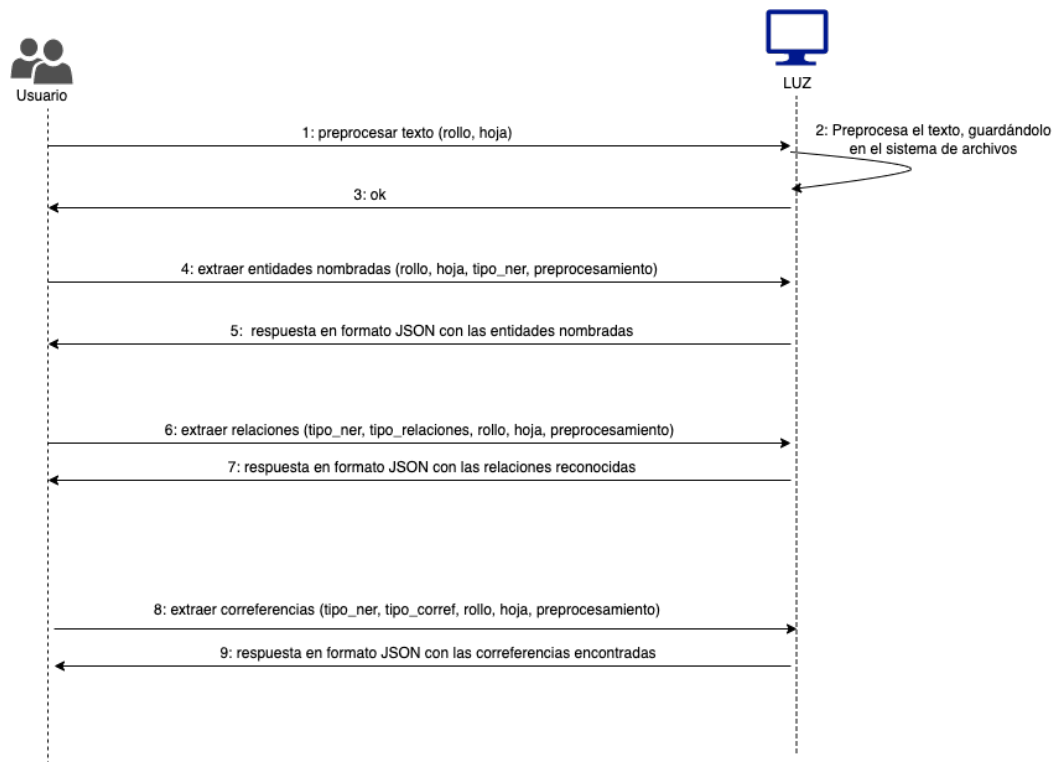 Usuario
LUZ
1: preprocesar texto (rollo, hoja)
2: Preprocesa el texto, guardándolo
en el sistema de archivos
3: ok
4: extraer entidades nombradas (rollo, hoja, tipo_ner, preprocesamiento)
5: respuesta en formato JSON con las entidades nombradas
6: extraer relaciones (tipo_ner, tipo_relaciones, rollo, hoja, preprocesamiento)
7: respuesta en formato JSON con las relaciones reconocidas
8: extraer correferencias (tipo_ner, tipo_corref, rollo, hoja, preprocesamiento)
9: respuesta en formato JSON con las correferencias encontradas